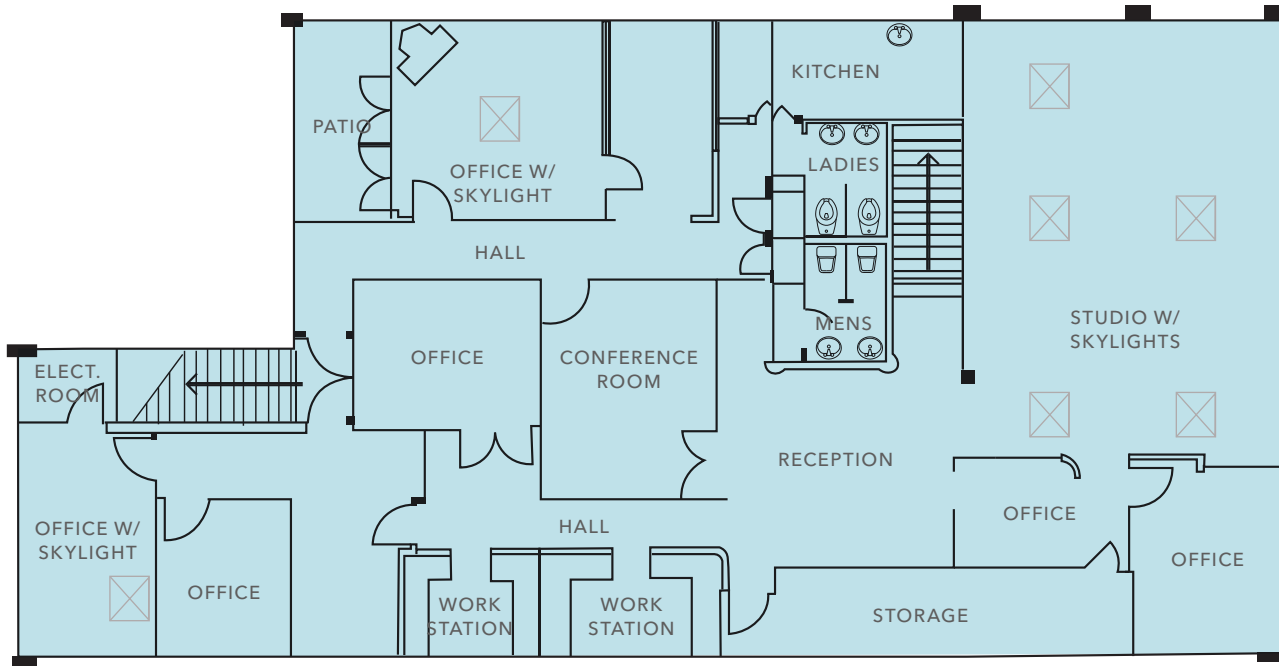 KITCHEN
PATIO
LADIES
OFFICE W/
SKYLIGHT
HALL
MENS
STUDIO W/
SKYLIGHTS
ELECT.
ROOM
OFFICE
CONFERENCE
ROOM
RECEPTION
OFFICE W/
SKYLIGHT
HALL
OFFICE
OFFICE
OFFICE
WORK
STATION
WORK
STATION
STORAGE